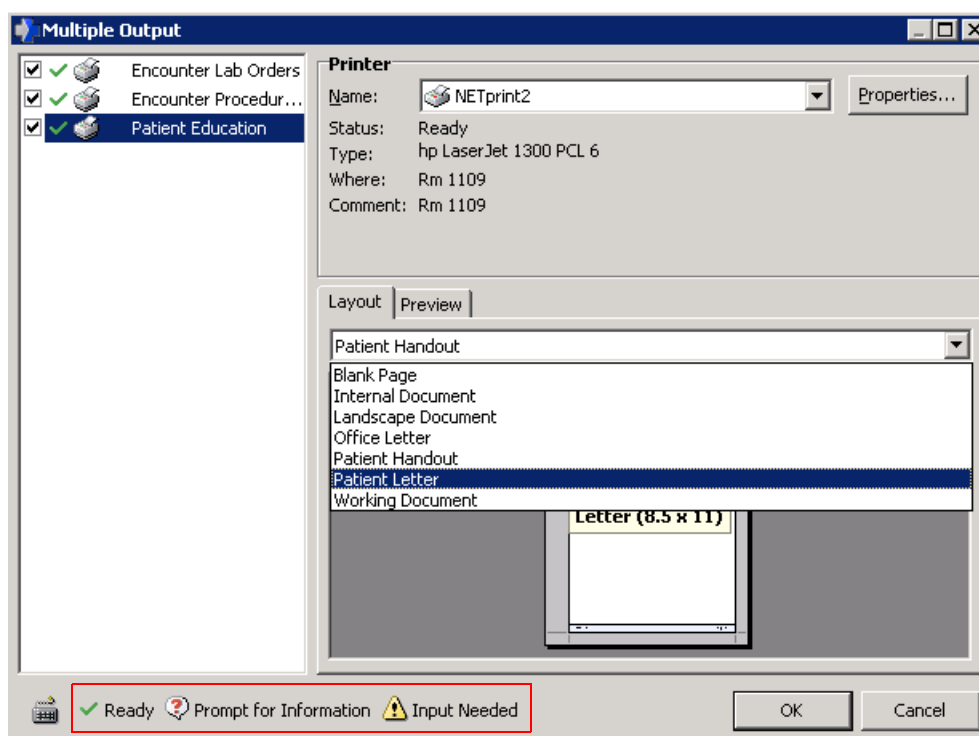 Multiple Output
Encounter Lab Orders
Encounter Procedur...
Patient Education
Printer
Name:
NETprint2
Properties...
Status: Ready
Type: hp LaserJet 1300 PCL 6
Where: Rm 1109
Comment: Rm 1109
Layout
Preview
Patient Handout
Blank Page
Internal Document
Landscape Document
Office Letter
Patient Handout
Patient Letter
Working Document
Letter (8.5 x 11)
Ready
Prompt for Information
Input Needed
OK
Cancel